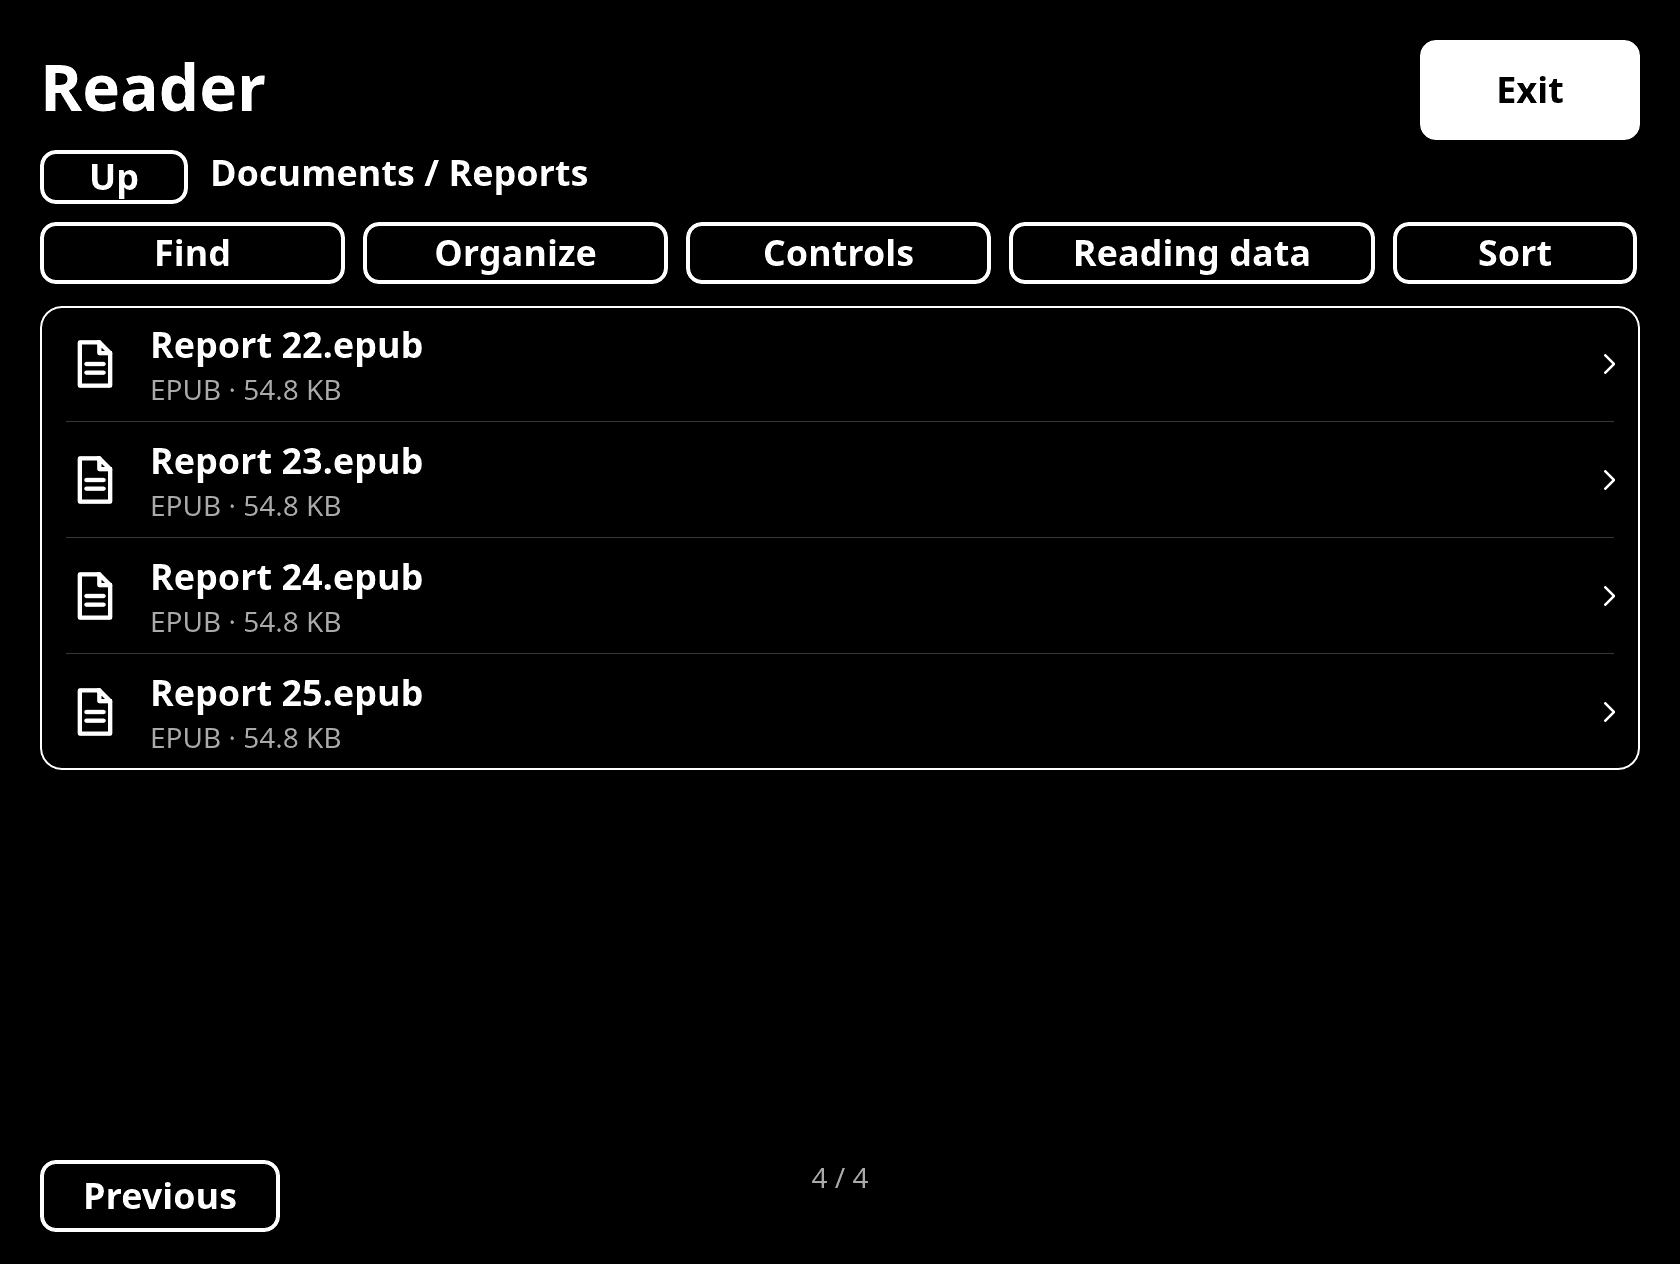 Reader
Exit
Up
Documents / Reports
Find
Organize
Controls
Reading data
Sort
Report 22.epub
EPUB · 54.8 KB
Report 23.epub
EPUB · 54.8 KB
Report 24.epub
EPUB · 54.8 KB
Report 25.epub
EPUB · 54.8 KB
Previous
4 / 4